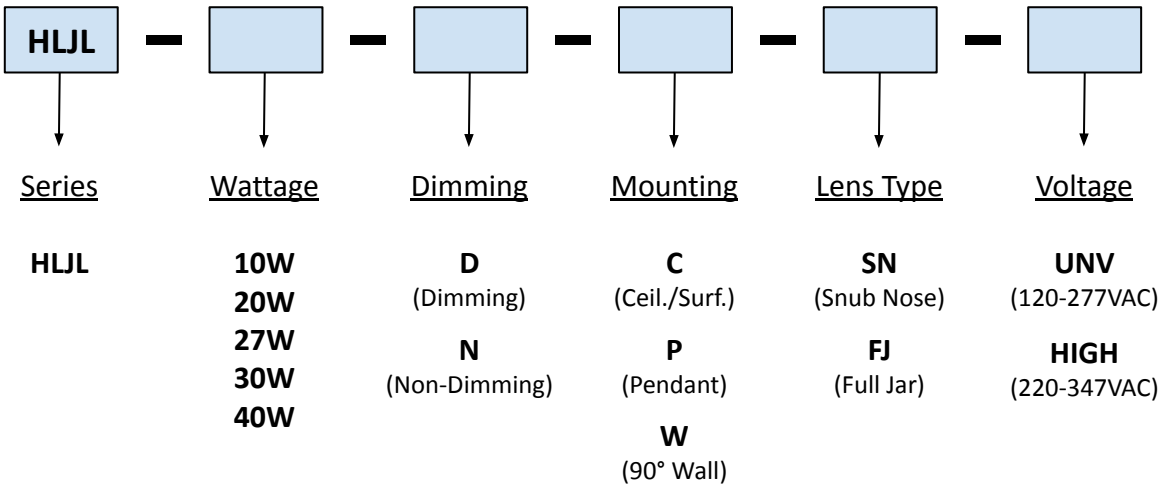 HLJL
Series Wattage Dimming Mounting Lens Type Voltage
HLJL
10W
20W
27W
30W
40W
D
(Dimming)
N
(Non-Dimming)
C
(Ceil./Surf.)
P
(Pendant)
W
(90° Wall)
SN
(Snub Nose)
FJ
(Full Jar)
UNV
(120-277VAC)
HIGH
(220-347VAC)